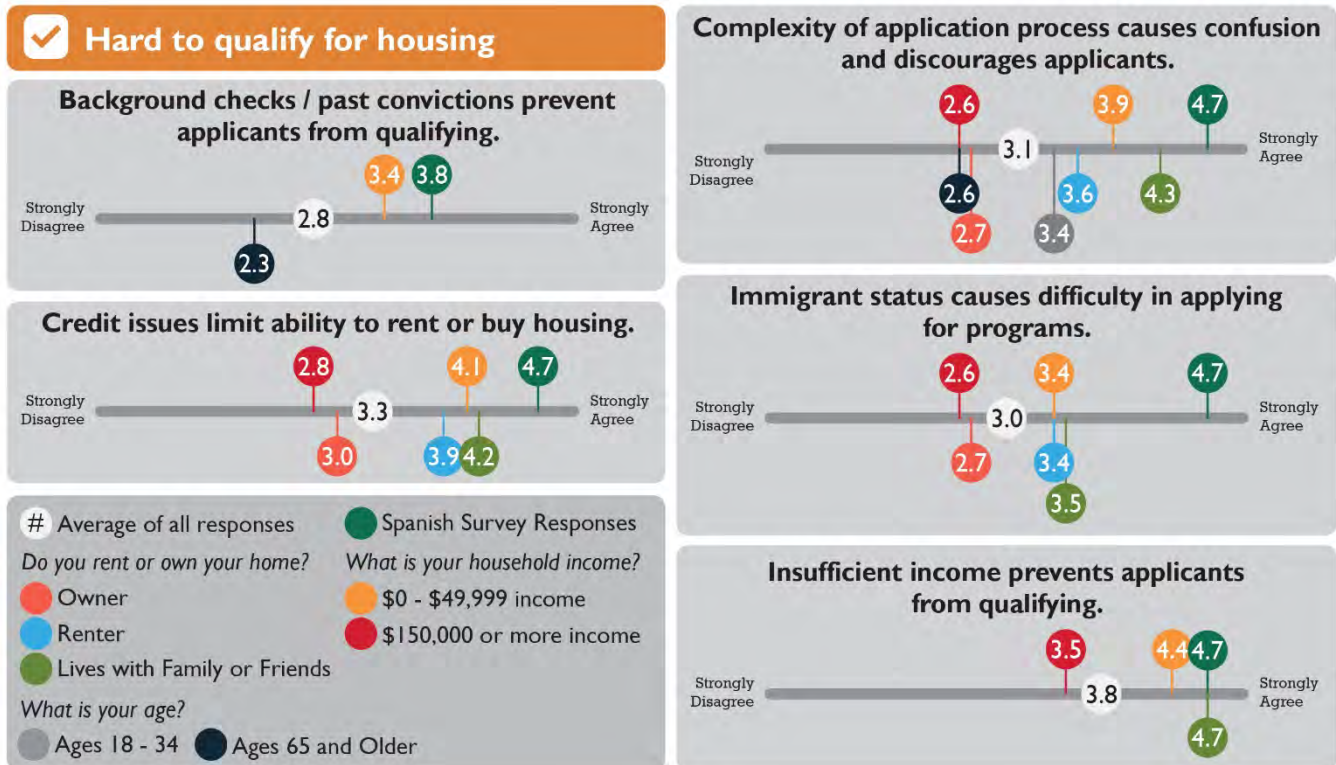 Hard to qualify for housing
Background checks / past convictions prevent
applicants from qualifying.
3.4
3.8
Strongly
Disagree
2.8
Strongly
Agree
2.3
Credit issues limit ability to rent or buy housing.
2.8
4.1
4.7
Strongly
Disagree
3.3
Strongly
Agree
3.0
3.9
4.2
# Average of all responses
Spanish Survey Responses
Do you rent or own your home?
What is your household income?
Owner
$0 - $49,999 income
Renter
$150,000 or more income
Lives with Family or Friends
What is your age?
Ages 18 - 34
Ages 65 and Older
Complexity of application process causes confusion
and discourages applicants.
2.6
3.9
4.7
Strongly
Disagree
3.1
Strongly
Agree
2.6
3.6
4.3
2.7
3.4
Immigrant status causes difficulty in applying
for programs.
2.6
3.4
4.7
Strongly
Disagree
3.0
Strongly
Agree
2.7
3.4
3.5
Insufficient income prevents applicants
from qualifying.
3.5
4.4
4.7
Strongly
Disagree
3.8
Strongly
Agree
4.7